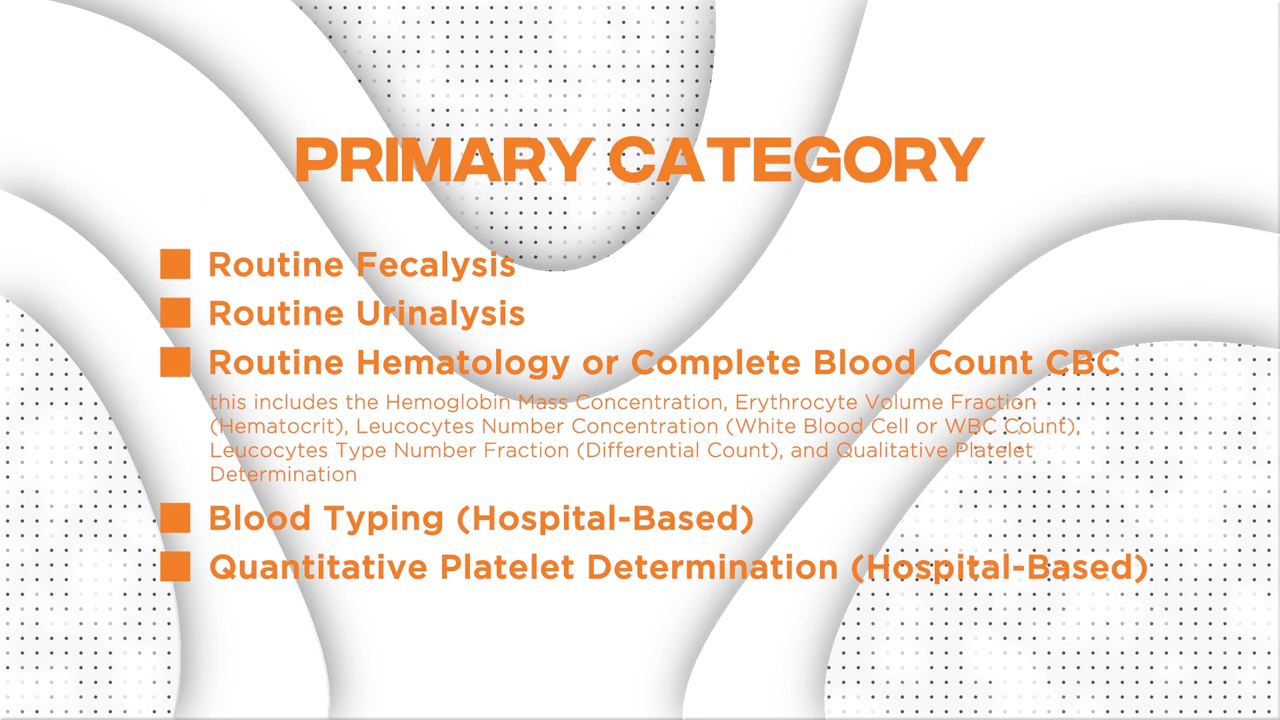 PRIMARY CATEGORY
Routine Fecalysis
Routine Urinalysis
Routine Hematology or Complete Blood Count CBC
this includes the Hemoglobin Mass Concentration, Erythrocyte Volume Fraction
(Hematocrit), Leucocytes Number Concentration (White Blood Cell or WBC Count),
Leucocytes Type Number Fraction (Differential Count), and Qualitative Platelet
Determination
Blood Typing (Hospital-Based)
Quantitative Platelet Determination (Hospital-Based)